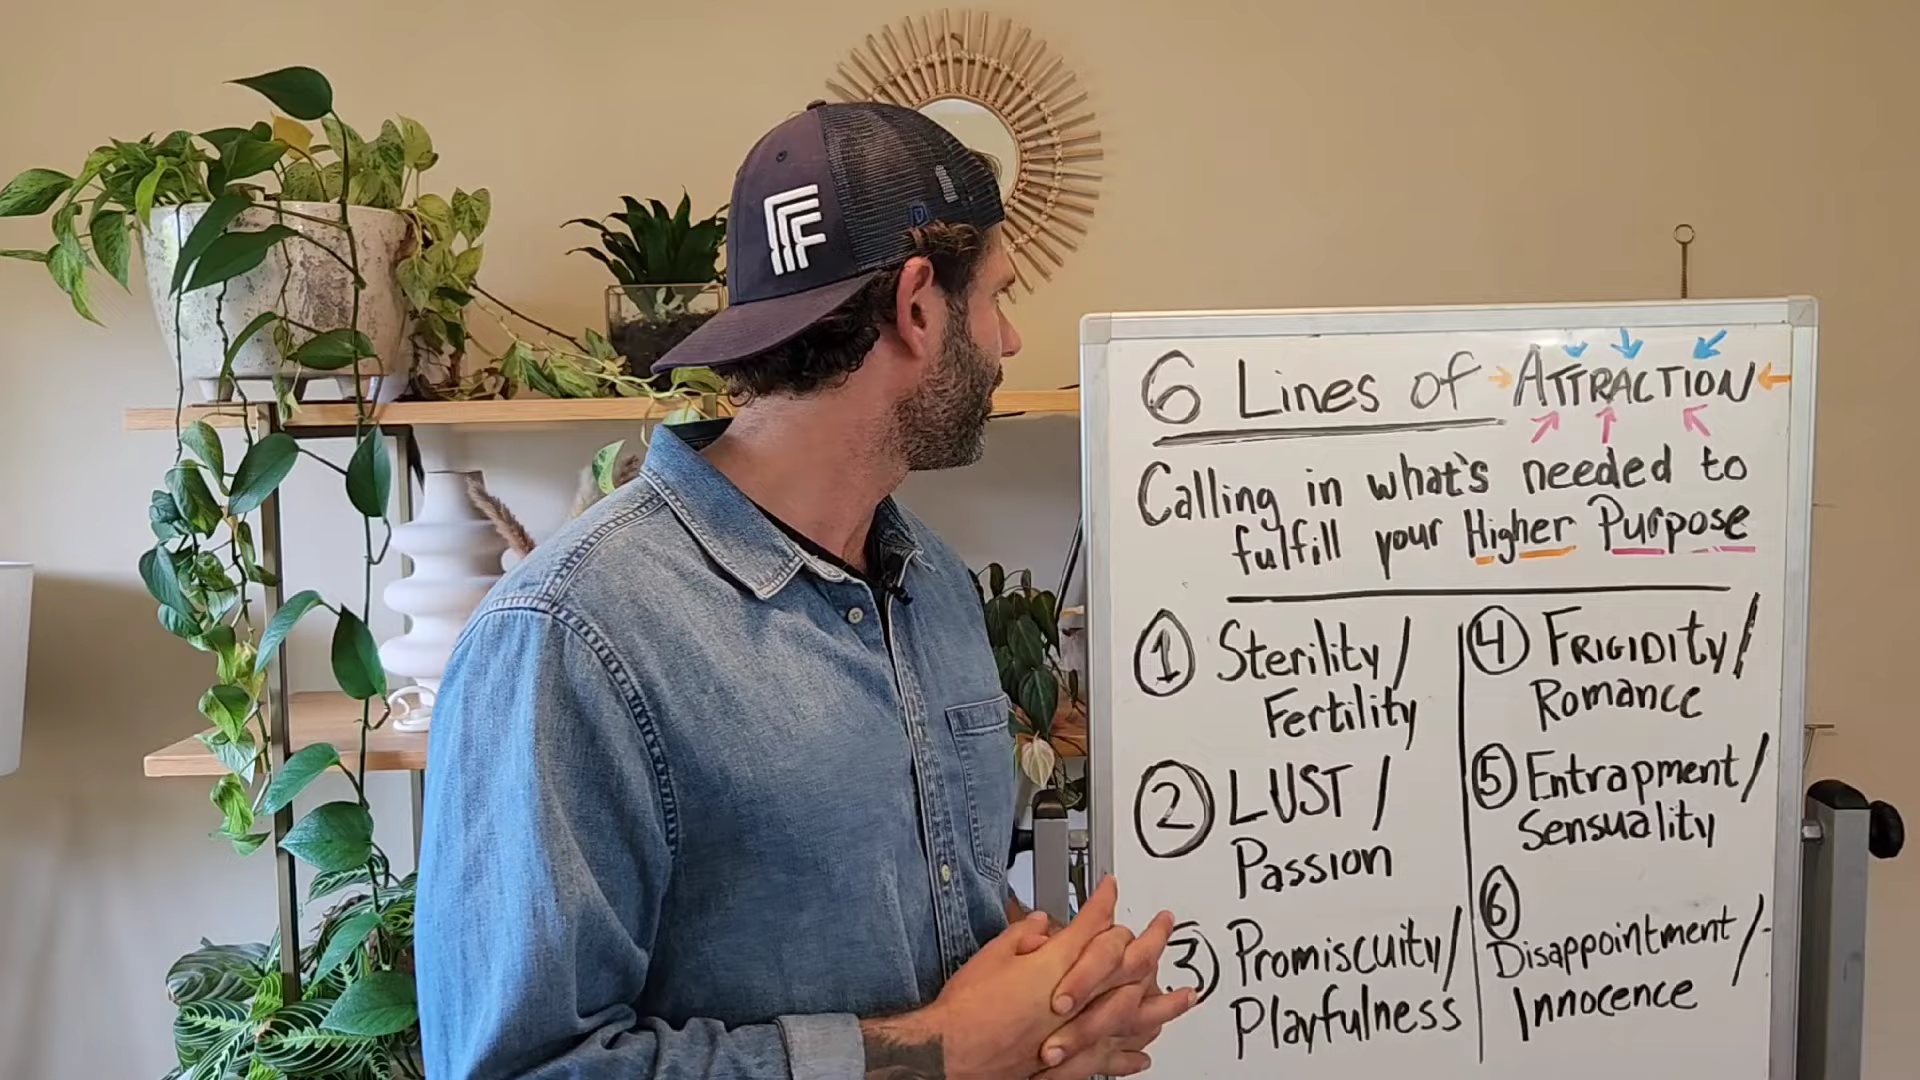 6 Lines of ATTRACTION
Calling in what's needed to
fulfill your Higher Purpose
1 Sterility/
Fertility
2 LUST /
Passion
3 Promiscuity/
Playfulness
4 FRIGIDITY/
Romance
5 Entrapment/
Sensuality
6
Disappointment/
Innocence